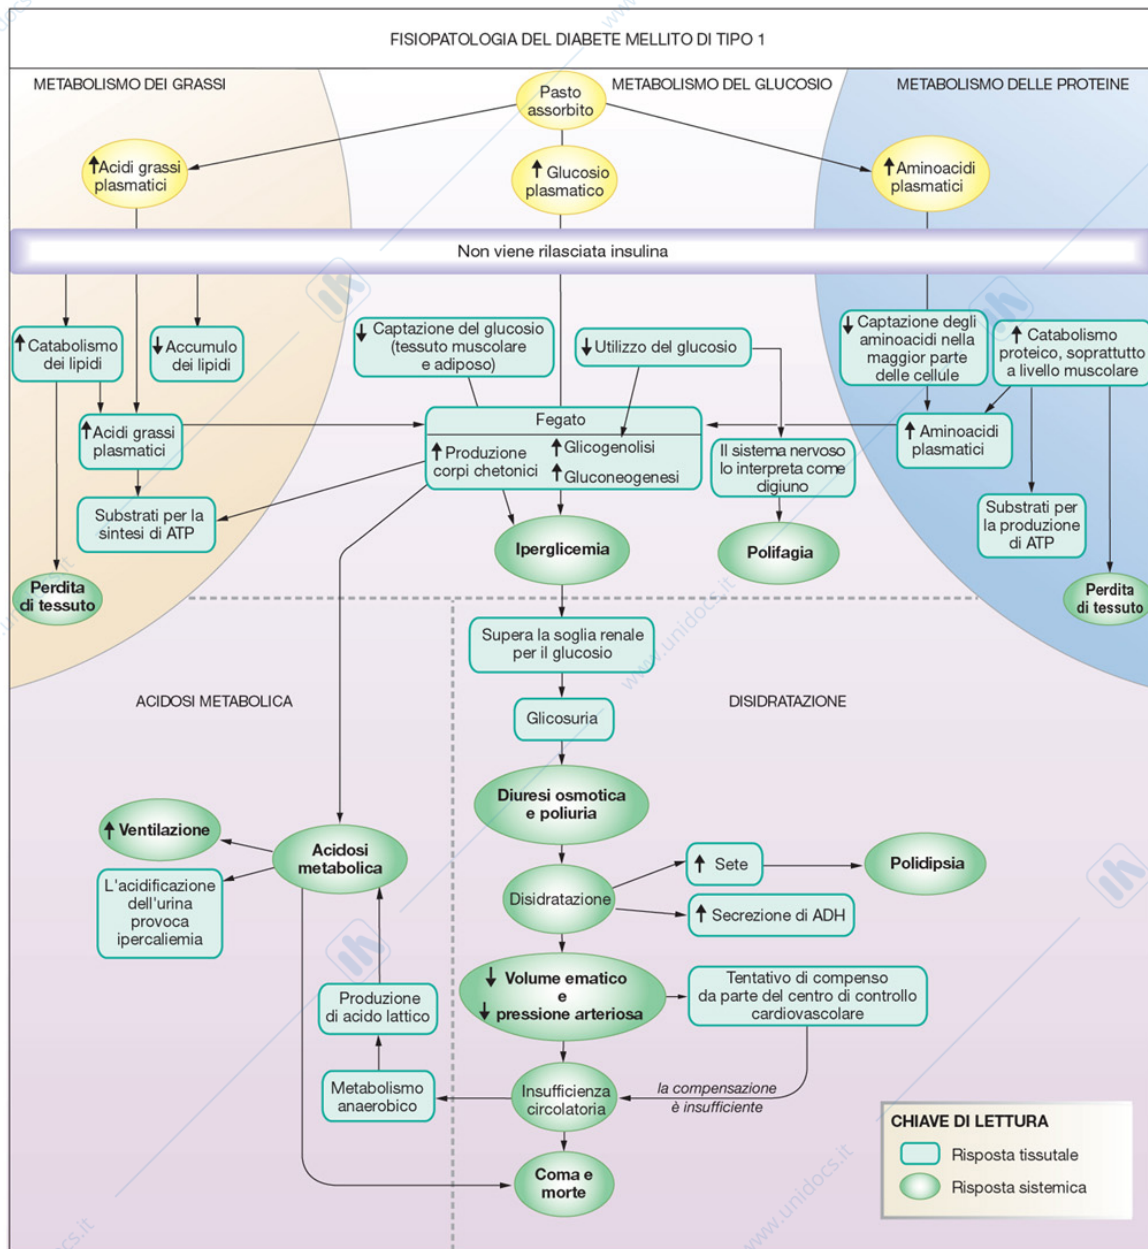 FISIOPATOLOGIA DEL DIABETE MELLITO DI TIPO 1
METABOLISMO DEI GRASSI
METABOLISMO DEL GLUCOSIO
METABOLISMO DELLE PROTEINE
Pasto
assorbito
↑Acidi grassi
plasmatici
↑ Glucosio
plasmatico
↑Aminoacidi
plasmatici
Non viene rilasciata insulina
↑Catabolismo
dei lipidi
↓Accumulo
dei lipidi
↓Captazione del glucosio
(tessuto muscolare
e adiposo)
↓Utilizzo del glucosio
↓Captazione degli
aminoacidi nella
maggior parte
delle cellule
↑ Catabolismo
proteico, soprattutto
a livello muscolare
↑Acidi grassi
plasmatici
Fegato
↑Produzione
corpi chetonici
↑Glicogenolisi
↑Gluconeogenesi
Il sistema nervoso
lo interpreta come
digiuno
↑Aminoacidi
plasmatici
Substrati per la
sintesi di ATP
Substrati per
la produzione
di ATP
Iperglicemia
Polifagia
Perdita
di tessuto
Perdita
di tessuto
Supera la soglia renale
per il glucosio
ACIDOSI METABOLICA
DISIDRATAZIONE
Glicosuria
Diuresi osmotica
e poliuria
↑Ventilazione
Acidosi
metabolica
↑ Sete
Polidipsia
L'acidificazione
dell'urina
provoca
ipercaliemia
Disidratazione
↑ Secrezione di ADH
↓ Volume ematico
e
↓pressione arteriosa
Tentativo di compenso
da parte del centro di controllo
cardiovascolare
Produzione
di acido lattico
Metabolismo
anaerobico
Insufficienza
circolatoria
la compensazione
è insufficiente
Coma e
morte
CHIAVE DI LETTURA
Risposta tissutale
Risposta sistemica
www.unidocs.it
www.unidocs.it